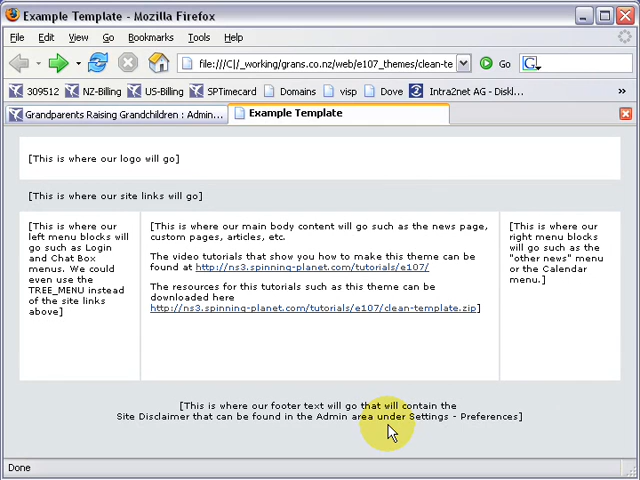 Example Template - Mozilla Firefox
File Edit View Go Bookmarks Tools Help
file:///C|/_working/grans.co.nz/web/e107_themes/clean-te
Go
G
309512 NZ-Billing US-Billing SPTimecard Domains visp Dove Intra2net AG - Diskl... »
Grandparents Raising Grandchildren : Admin... Example Template
[This is where our logo will go]
[This is where our site links will go]
[This is where our
left menu blocks will
go such as Login
and Chat Box
menus. We could
even use the
TREE_MENU instead
of the site links
above]
[This is where our main body content will go such as the news page,
custom pages, articles, etc.
The video tutorials that show you how to make this theme can be
found at http://ns3.spinning-planet.com/tutorials/e107/
The resources for this tutorials such as this theme can be
downloaded here
http://ns3.spinning-planet.com/tutorials/e107/clean-template.zip]
[This is where our
right menu blocks
will go such as the
"other news" menu
or the Calendar
menu.]
[This is where our footer text will go that will contain the
Site Disclaimer that can be found in the Admin area under Settings - Preferences]
Done